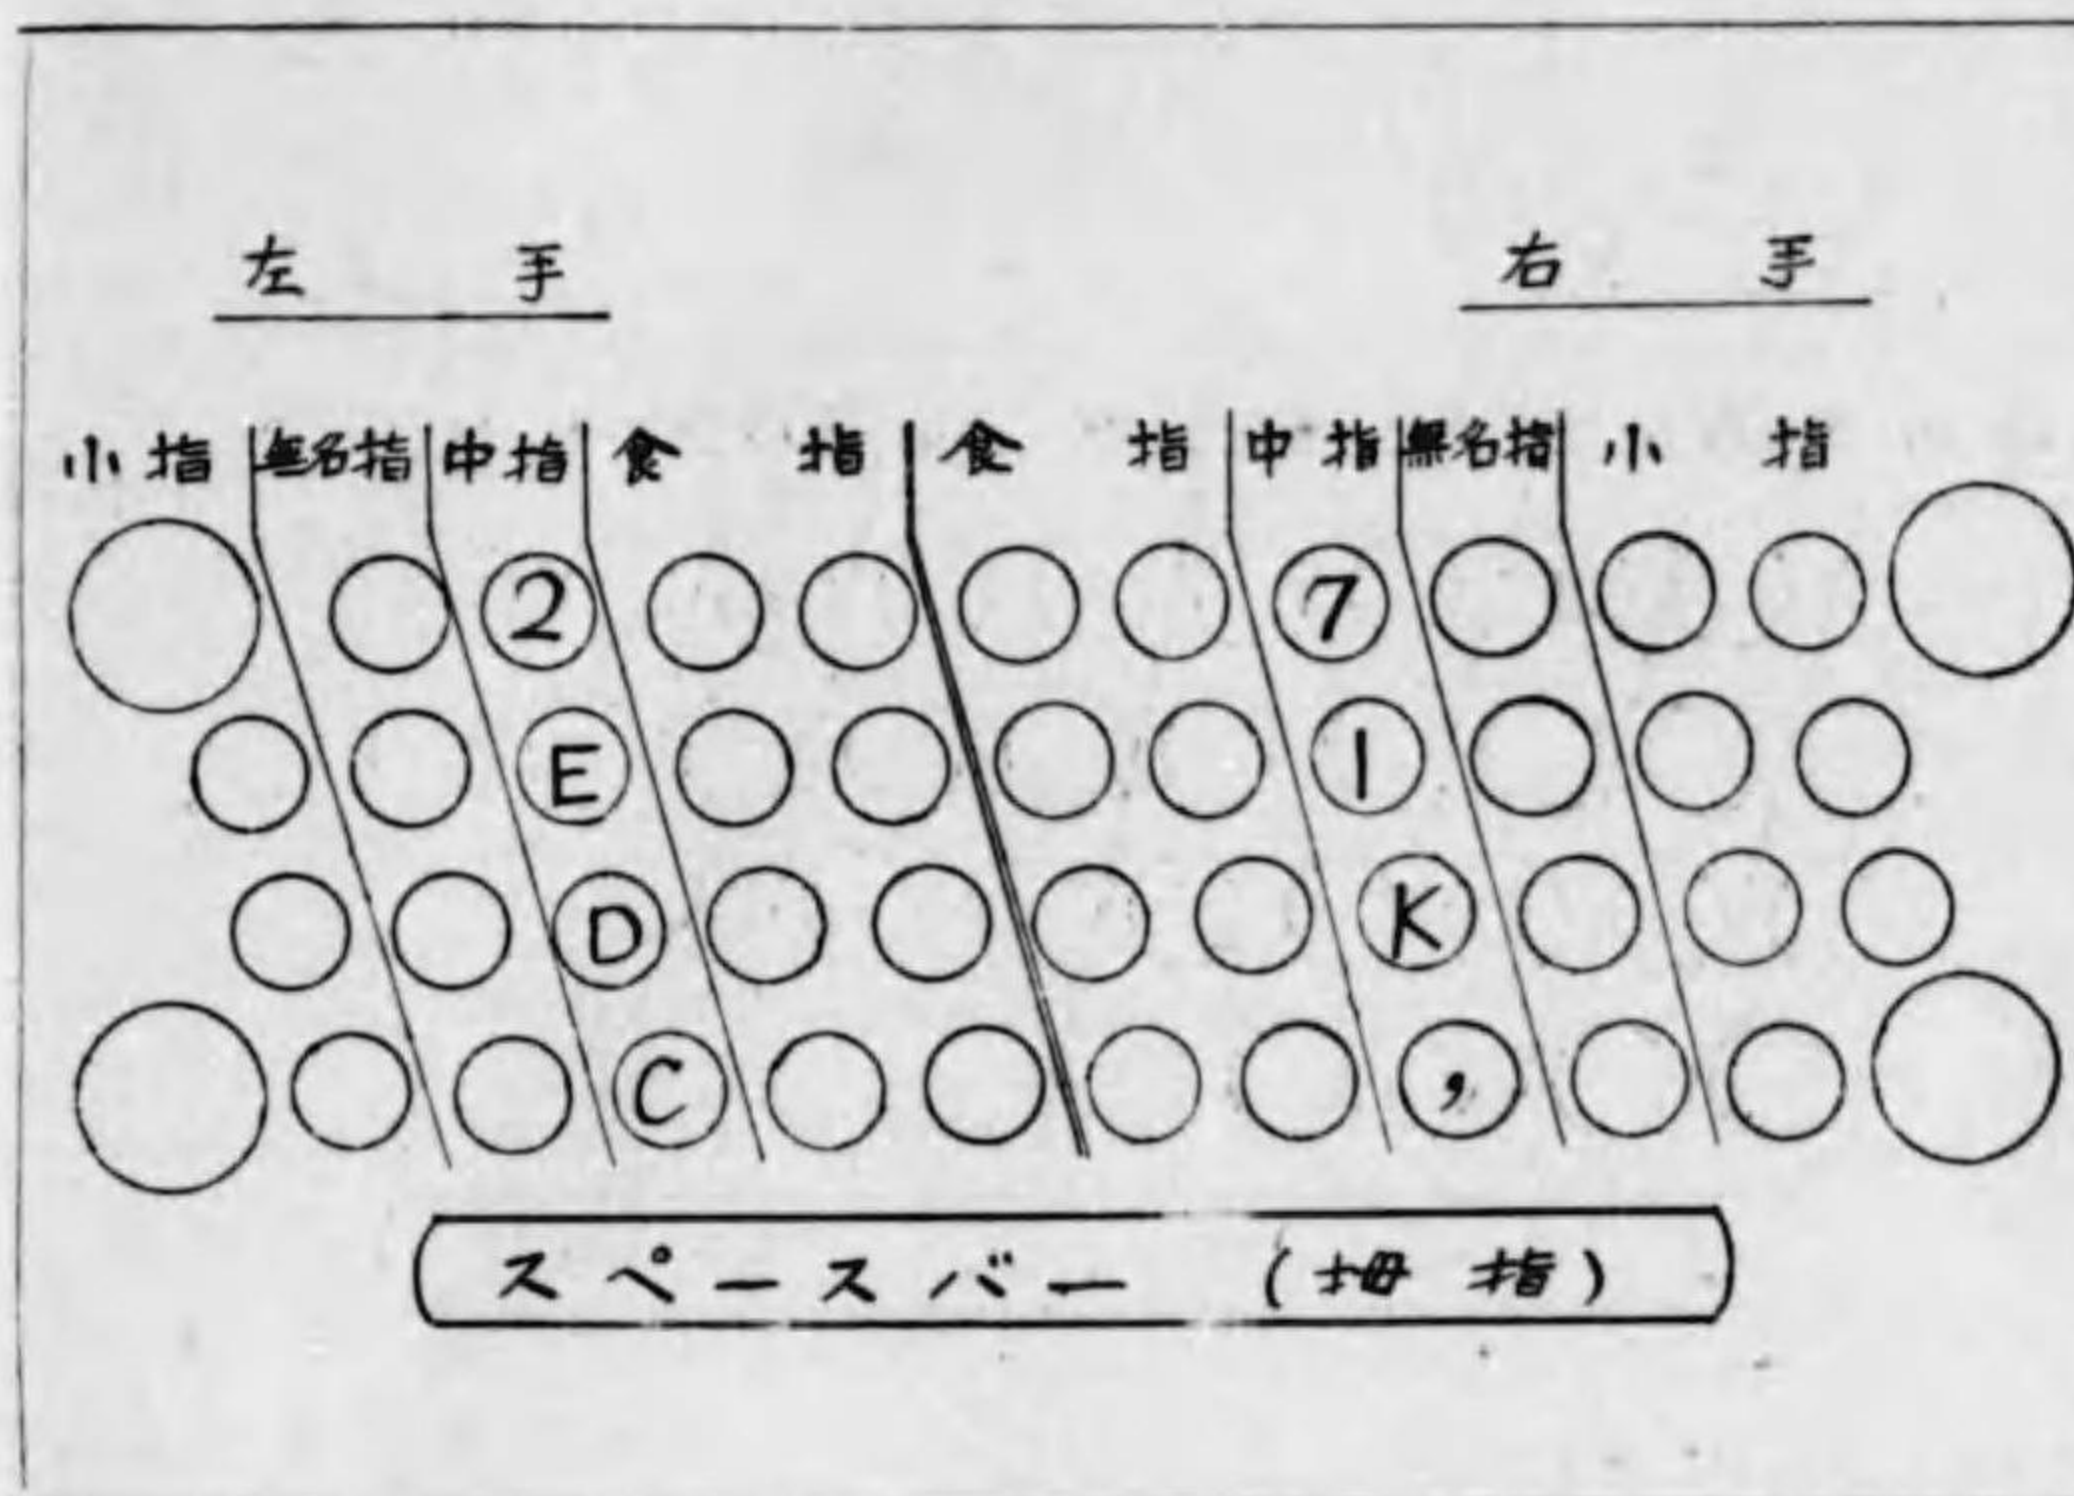 左手 右手
小指 無名指 中指 食指 食指 中指 無名指 小指
2 7
E I
D K
C ,
スペースバー (拇指)